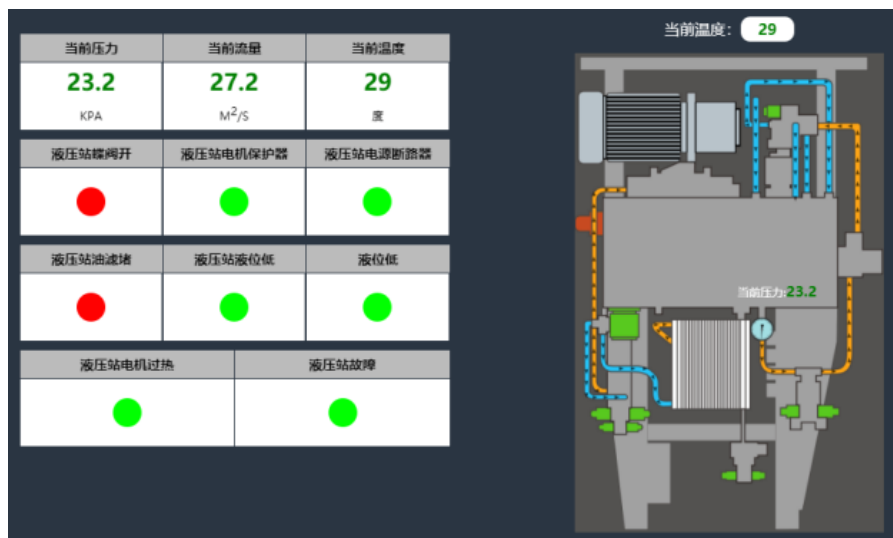 当前温度： 29
当前压力 当前流量 当前温度
23.2 27.2 29
KPA M²/S 度
液压站蝶阀开 液压站电机保护器 液压站电源断路器
液压站油滤堵 液压站液位低 液位低
当前压力:23.2
液压站电机过热 液压站故障